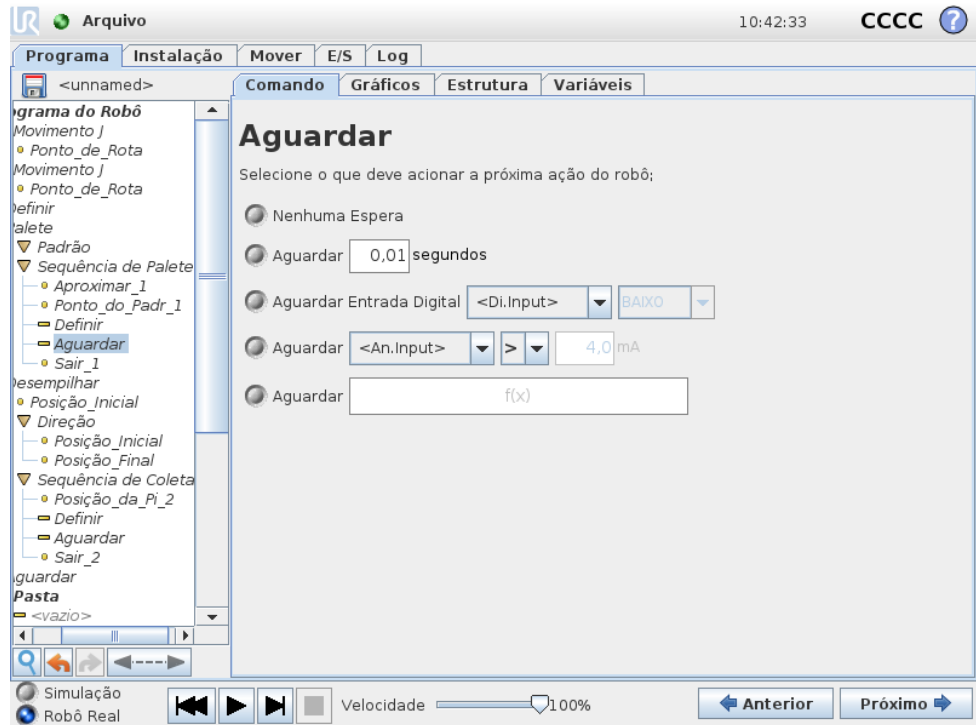 UR Arquivo 10:42:33 CCCC ?
Programa Instalação Mover E/S Log
<unnamed> Comando Gráficos Estrutura Variáveis
ograma do Robô
Movimento J
Ponto_de_Rota
Movimento J
Ponto_de_Rota
efinir
alete
Padrão
Sequência de Palete
Aproximar_1
Ponto_do_Padr_1
Definir
Aguardar
Sair_1
esempilhar
Posição_Inicial
Direção
Posição_Inicial
Posição_Final
Sequência de Coleta
Posição_da_Pi_2
Definir
Aguardar
Sair_2
guardar
Pasta
<vazio>
Aguardar
Selecione o que deve acionar a próxima ação do robô;
Nenhuma Espera
Aguardar 0,01 segundos
Aguardar Entrada Digital <Di.Input> BAIXO
Aguardar <An.Input> > 4,0 mA
Aguardar f(x)
Simulação
Robô Real
Velocidade 100%
Anterior Próximo